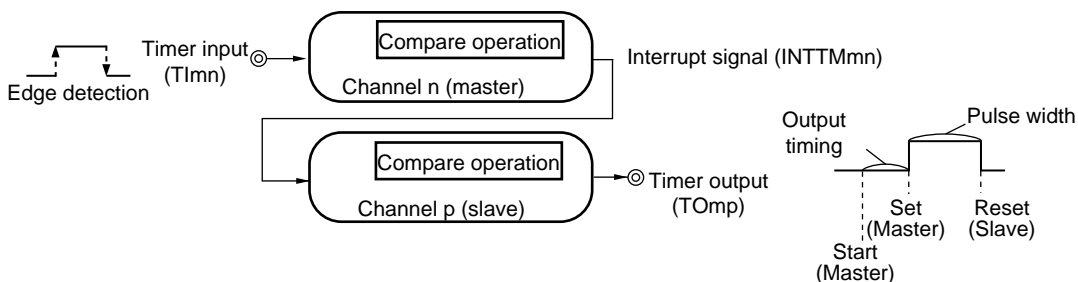 Compare operation
Timer input
(TImn)
Edge detection
Channel n (master)
Interrupt signal (INTTMmn)
Compare operation
Channel p (slave)
Timer output
(TOmp)
Output
timing
Pulse width
Set
(Master)
Reset
(Slave)
Start
(Master)